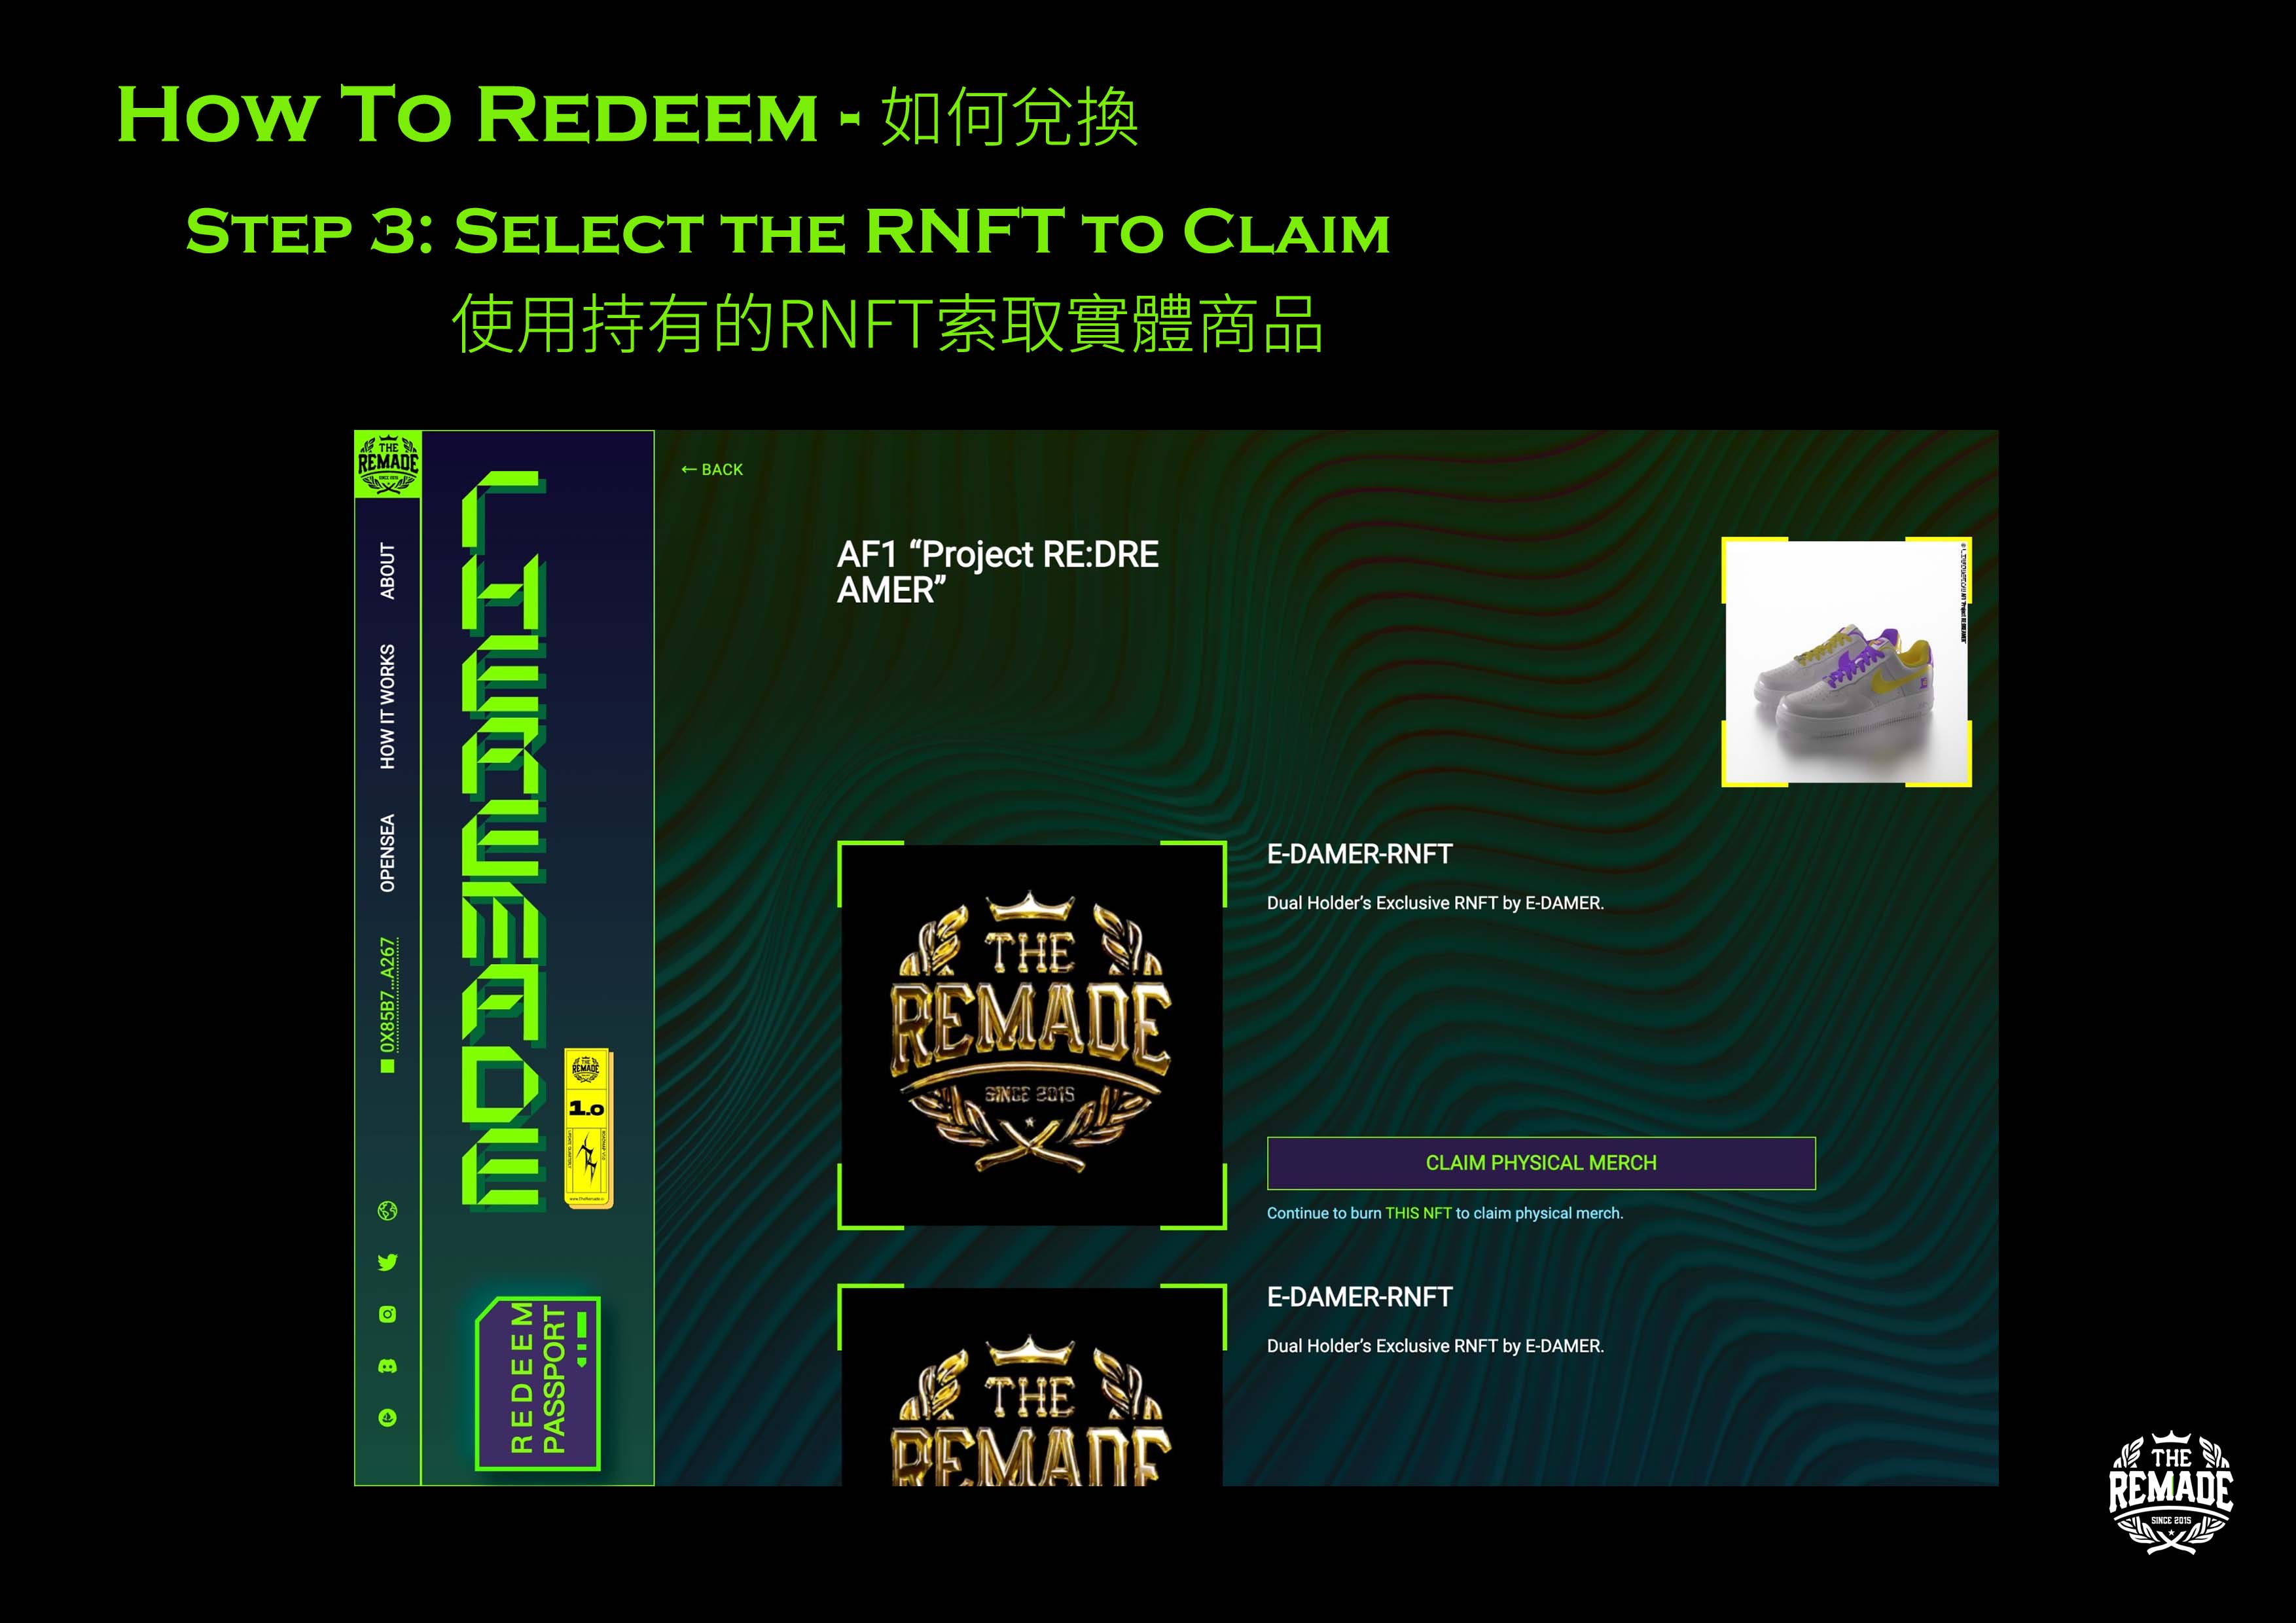 How To Redeem - 如何兌換
Step 3: Select the RNFT to Claim
使用持有的RNFT索取實體商品
THE
REMADE
SINCE 2015
ABOUT
HOW IT WORKS
OPENSEA
0X85B7...A267
THEREMADE
THE
REMADE
1.0
REDEEM
PASSPORT
← BACK
AF1 “Project RE:DRE
AMER”
E-DAMER-RNFT
Dual Holder’s Exclusive RNFT by E-DAMER.
THE
REMADE
SINCE 2015
CLAIM PHYSICAL MERCH
Continue to burn THIS NFT to claim physical merch.
E-DAMER-RNFT
Dual Holder’s Exclusive RNFT by E-DAMER.
THE
REMADE
THE
REMADE
SINCE 2015